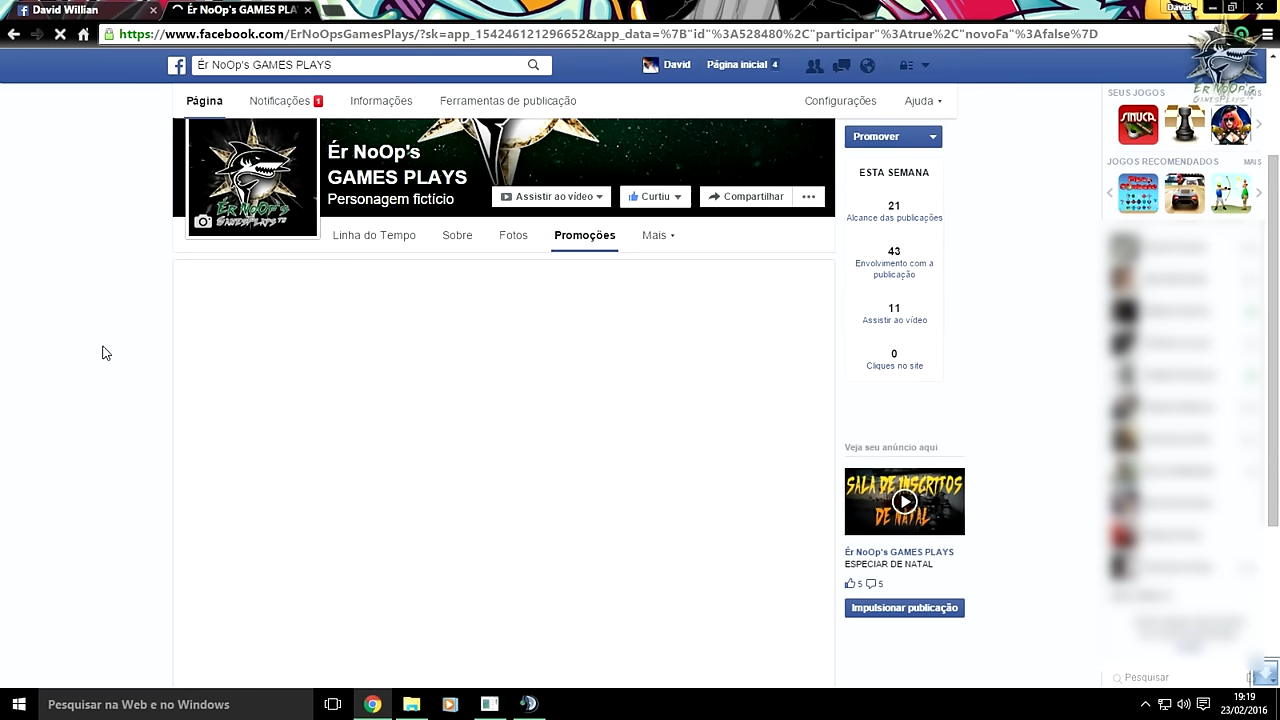 David Willian
Ér NoOp's GAMES PLA
David
https://www.facebook.com/ErNoOpsGamesPlays/?sk=app_154246121296652&app_data=%7B"id"%3A528480%2C"participar"%3Atrue%2C"novoFa"%3Afalse%7D
Ér NoOp's GAMES PLAYS
David
Página inicial 4
Página
Notificações 1
Informações
Ferramentas de publicação
Configurações
Ajuda
SEUS JOGOS
MAIS
SINUCA
JOGOS RECOMENDADOS
MAIS
Ér NoOp's
GAMES PLAYS
Personagem fictício
Assistir ao vídeo
Curtiu
Compartilhar
Ér NoOp's
GAMESPLAYS
Linha do Tempo
Sobre
Fotos
Promoções
Mais
Promover
ESTA SEMANA
21
Alcance das publicações
43
Envolvimento com a
publicação
11
Assistir ao vídeo
0
Cliques no site
Veja seu anúncio aqui
SALA DE INSCRITOS
DE NATAL
Ér NoOp's GAMES PLAYS
ESPECIAR DE NATAL
5 5
Impulsionar publicação
Pesquisar
Pesquisar na Web e no Windows
19:19
23/02/2016